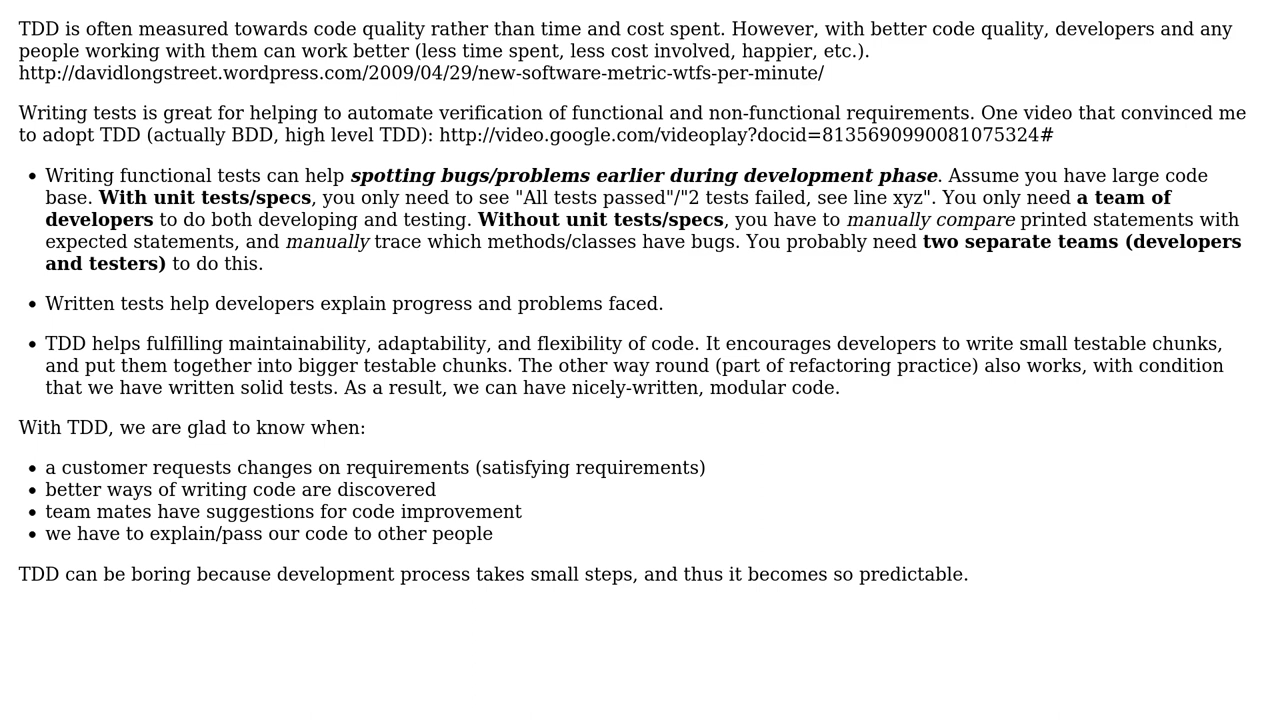 TDD is often measured towards code quality rather than time and cost spent. However, with better code quality, developers and any
people working with them can work better (less time spent, less cost involved, happier, etc.).
http://davidlongstreet.wordpress.com/2009/04/29/new-software-metric-wtfs-per-minute/
Writing tests is great for helping to automate verification of functional and non-functional requirements. One video that convinced me
to adopt TDD (actually BDD, high level TDD): http://video.google.com/videoplay?docid=8135690990081075324#
• Writing functional tests can help spotting bugs/problems earlier during development phase. Assume you have large code
base. With unit tests/specs, you only need to see "All tests passed"/"2 tests failed, see line xyz". You only need a team of
developers to do both developing and testing. Without unit tests/specs, you have to manually compare printed statements with
expected statements, and manually trace which methods/classes have bugs. You probably need two separate teams (developers
and testers) to do this.
• Written tests help developers explain progress and problems faced.
• TDD helps fulfilling maintainability, adaptability, and flexibility of code. It encourages developers to write small testable chunks,
and put them together into bigger testable chunks. The other way round (part of refactoring practice) also works, with condition
that we have written solid tests. As a result, we can have nicely-written, modular code.
With TDD, we are glad to know when:
• a customer requests changes on requirements (satisfying requirements)
• better ways of writing code are discovered
• team mates have suggestions for code improvement
• we have to explain/pass our code to other people
TDD can be boring because development process takes small steps, and thus it becomes so predictable.